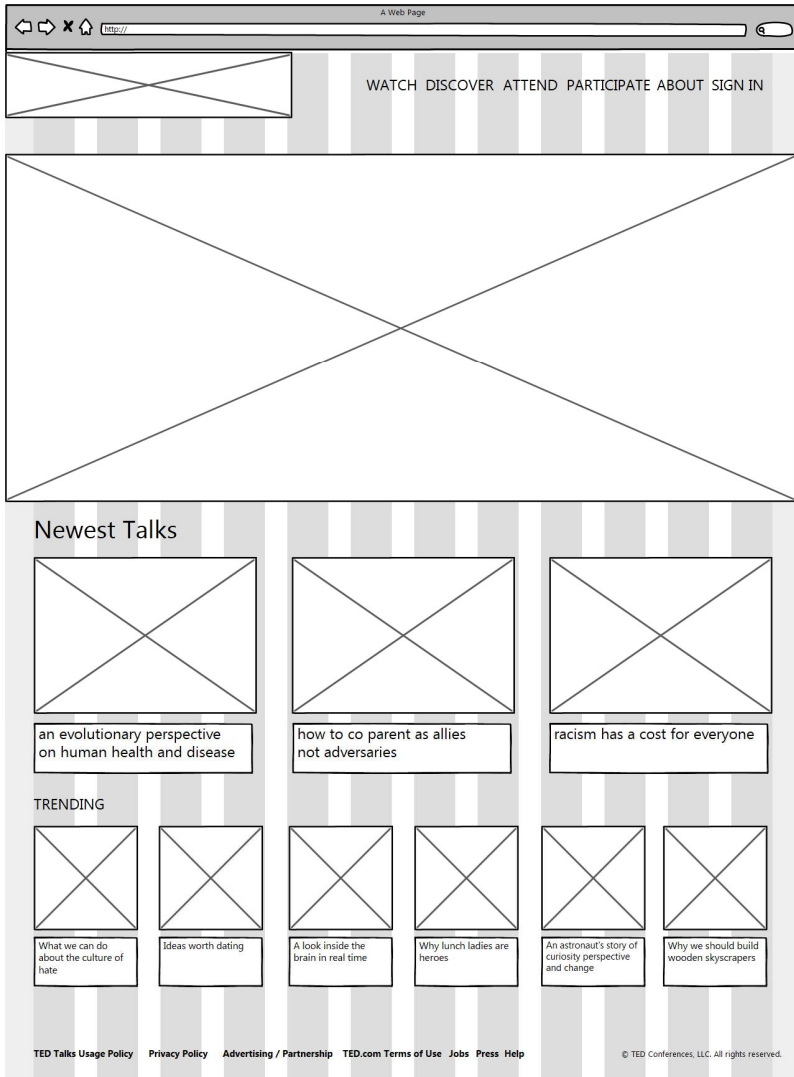 A Web Page
http://
WATCH DISCOVER ATTEND PARTICIPATE ABOUT SIGN IN
Newest Talks
an evolutionary perspective
on human health and disease
how to co parent as allies
not adversaries
racism has a cost for everyone
TRENDING
What we can do
about the culture of
hate
Ideas worth dating
A look inside the
brain in real time
Why lunch ladies are
heroes
An astronaut's story of
curiosity perspective
and change
Why we should build
wooden skyscrapers
TED Talks Usage Policy Privacy Policy Advertising / Partnership TED.com Terms of Use Jobs Press Help © TED Conferences, LLC. All rights reserved.